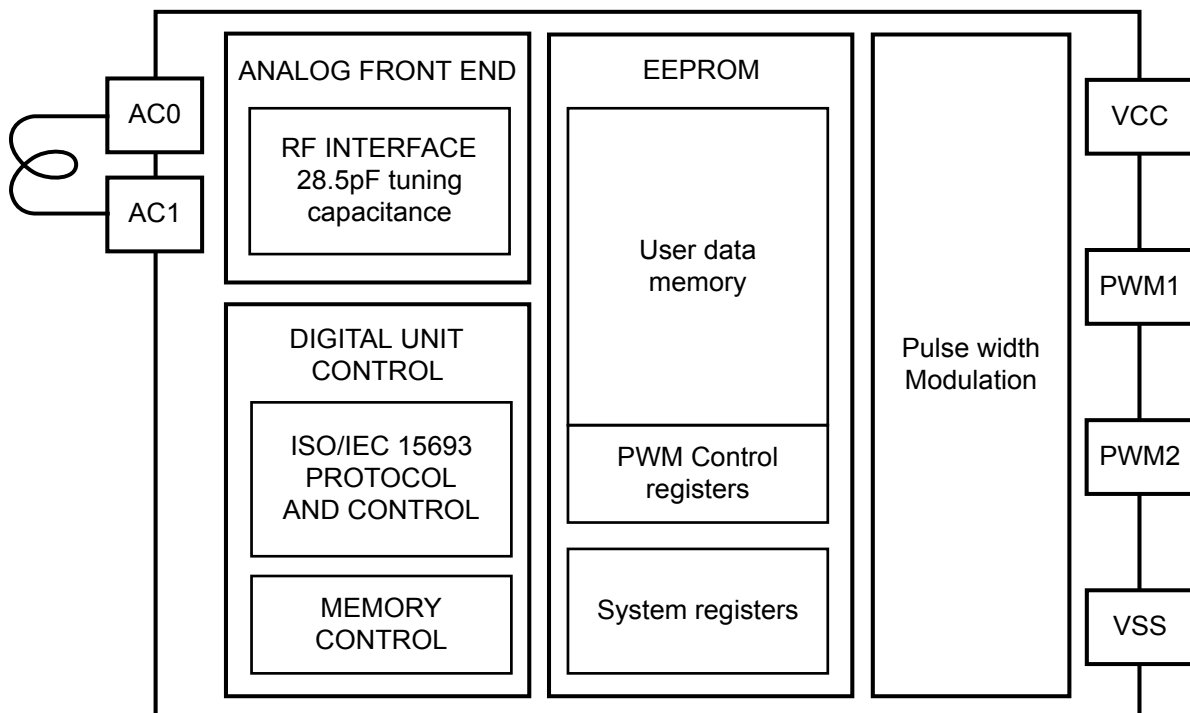 AC0
AC1
ANALOG FRONT END
RF INTERFACE
28.5pF tuning
capacitance
DIGITAL UNIT
CONTROL
ISO/IEC 15693
PROTOCOL
AND CONTROL
MEMORY
CONTROL
EEPROM
User data
memory
PWM Control
registers
System registers
Pulse width
Modulation
VCC
PWM1
PWM2
VSS